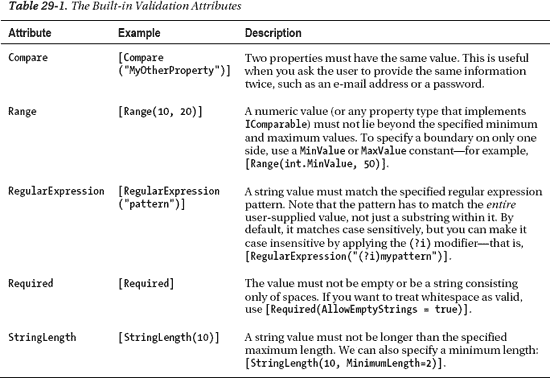 Table 29-1. The Built-in Validation Attributes
Attribute Example Description
Compare [Compare Two properties must have the same value. This is useful
("MyOtherProperty")] when you ask the user to provide the same information
twice, such as an e-mail address or a password.
Range [Range(10, 20)] A numeric value (or any property type that implements
IComparable) must not lie beyond the specified minimum
and maximum values. To specify a boundary on only one
side, use a MinValue or MaxValue constant—for example,
[Range(int.MinValue, 50)].
RegularExpression [RegularExpression A string value must match the specified regular expression
("pattern")] pattern. Note that the pattern has to match the entire
user-supplied value, not just a substring within it. By
default, it matches case sensitively, but you can make it
case insensitive by applying the (?i) modifier—that is,
[RegularExpression("(?i)mypattern")].
Required [Required] The value must not be empty or be a string consisting
only of spaces. If you want to treat whitespace as valid,
use [Required(AllowEmptyStrings = true)].
StringLength [StringLength(10)] A string value must not be longer than the specified
maximum length. We can also specify a minimum length:
[StringLength(10, MinimumLength=2)].